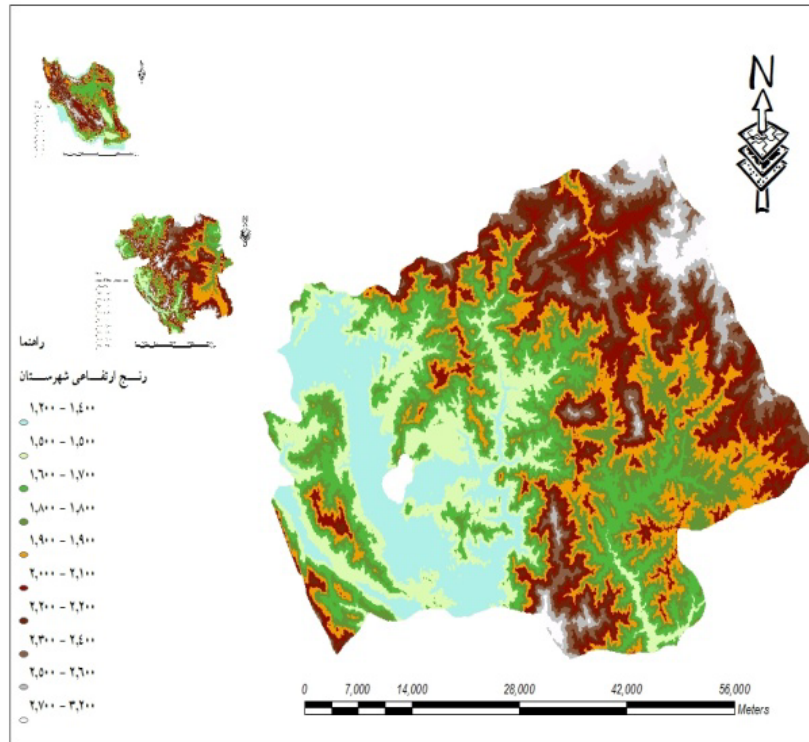 N
راهنما
رنج ارتفاعی شهرستان
۱,۲۰۰ - ۱,٤۰۰
۱,۵۰۰ - ۱,۵۰۰
۱,۶۰۰ - ۱,۷۰۰
۱,۸۰۰ - ۱,۸۰۰
۱,۹۰۰ - ۱,۹۰۰
۲,۰۰۰ - ۲,۱۰۰
۲,۲۰۰ - ۲,۲۰۰
۲,۳۰۰ - ۲,٤۰۰
۲,۵۰۰ - ۲,۶۰۰
۲,۷۰۰ - ۳,۲۰۰
0 7,000 14,000 28,000 42,000 56,000
Meters